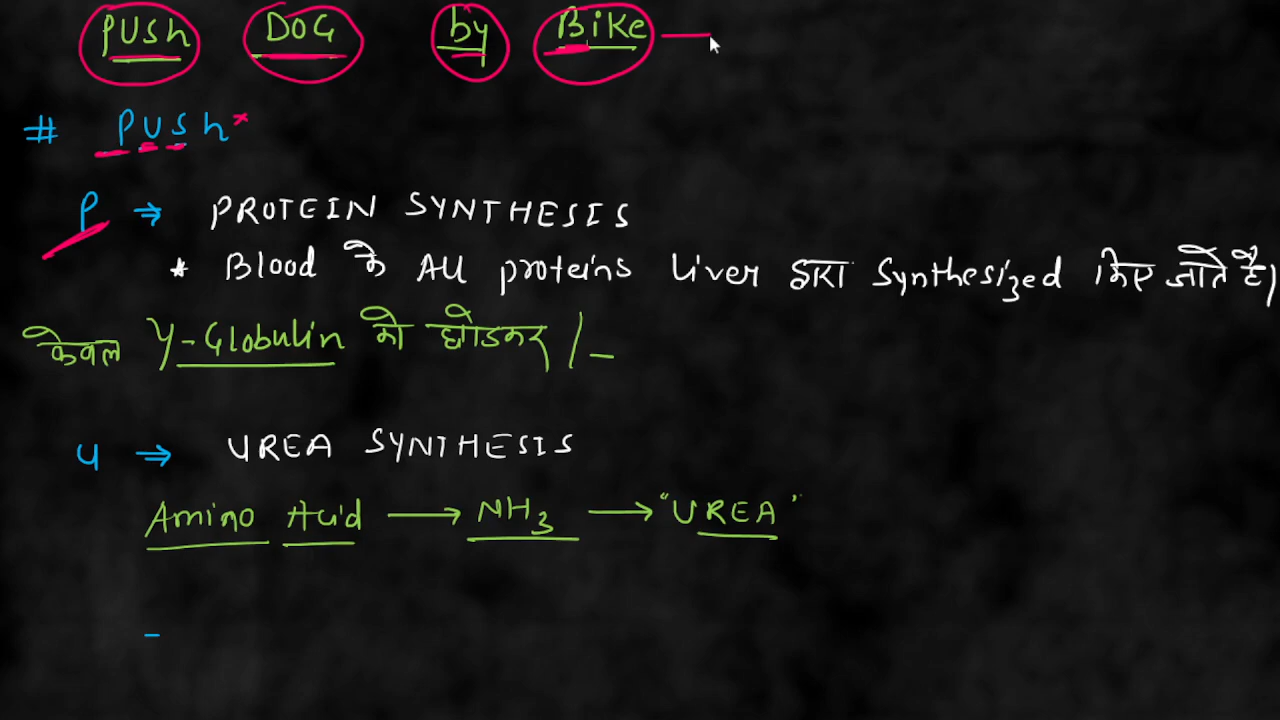 PUSh DOG by Bike
# PUSh*
P ⇒ PROTEIN SYNTHESIS
* Blood के All proteins Liver द्वारा synthesized किए जाते है।
केवल γ-Globulin को छोडकर /-
U ⇒ UREA SYNTHESIS
Amino Acid → NH3 → "UREA"